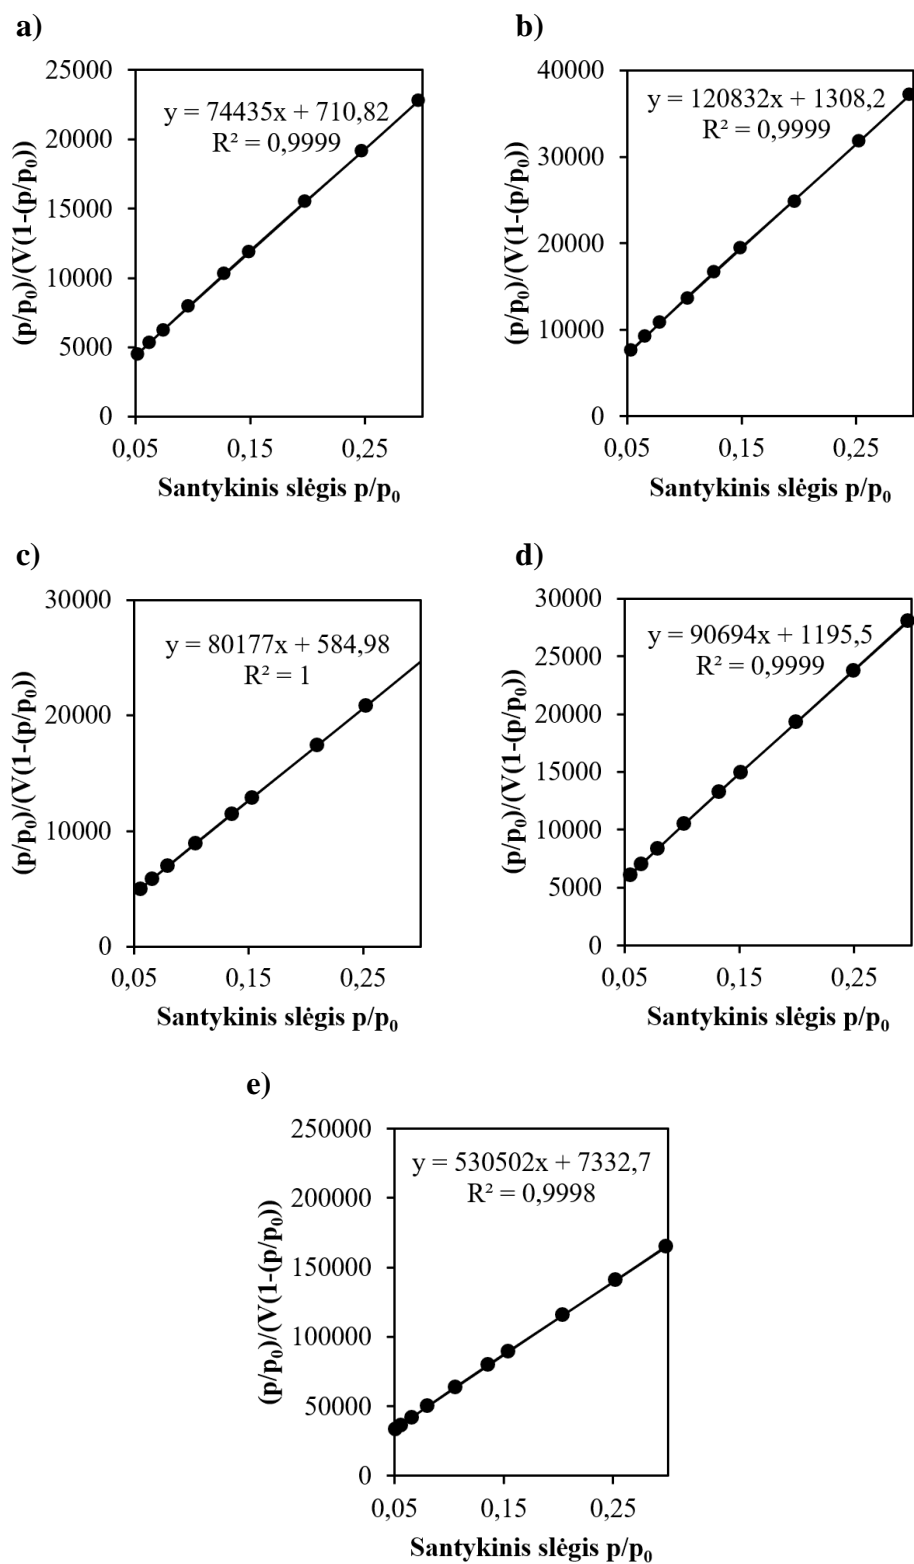 a)
25000
20000
15000
10000
5000
0
y = 74435x + 710,82
R² = 0,9999
(p/p₀)/(V(1-(p/p₀))
0,05 0,15 0,25
Santykinis slėgis p/p₀
b)
40000
30000
20000
10000
0
y = 120832x + 1308,2
R² = 0,9999
(p/p₀)/(V(1-(p/p₀))
0,05 0,15 0,25
Santykinis slėgis p/p₀
c)
30000
20000
10000
0
y = 80177x + 584,98
R² = 1
(p/p₀)/(V(1-(p/p₀))
0,05 0,15 0,25
Santykinis slėgis p/p₀
d)
30000
25000
20000
15000
10000
5000
0
y = 90694x + 1195,5
R² = 0,9999
(p/p₀)/(V(1-(p/p₀))
0,05 0,15 0,25
Santykinis slėgis p/p₀
e)
250000
200000
150000
100000
50000
0
y = 530502x + 7332,7
R² = 0,9998
(p/p₀)/(V(1-(p/p₀))
0,05 0,15 0,25
Santykinis slėgis p/p₀